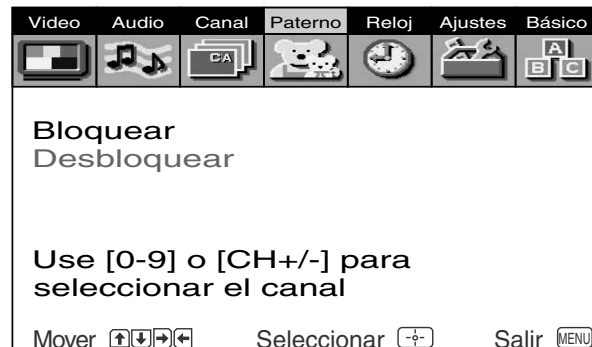 Video Audio Canal Paterno Reloj Ajustes Básico
CA A B C
Bloquear
Desbloquear
Use [0-9] o [CH+/-] para
seleccionar el canal
Mover Seleccionar Salir MENU